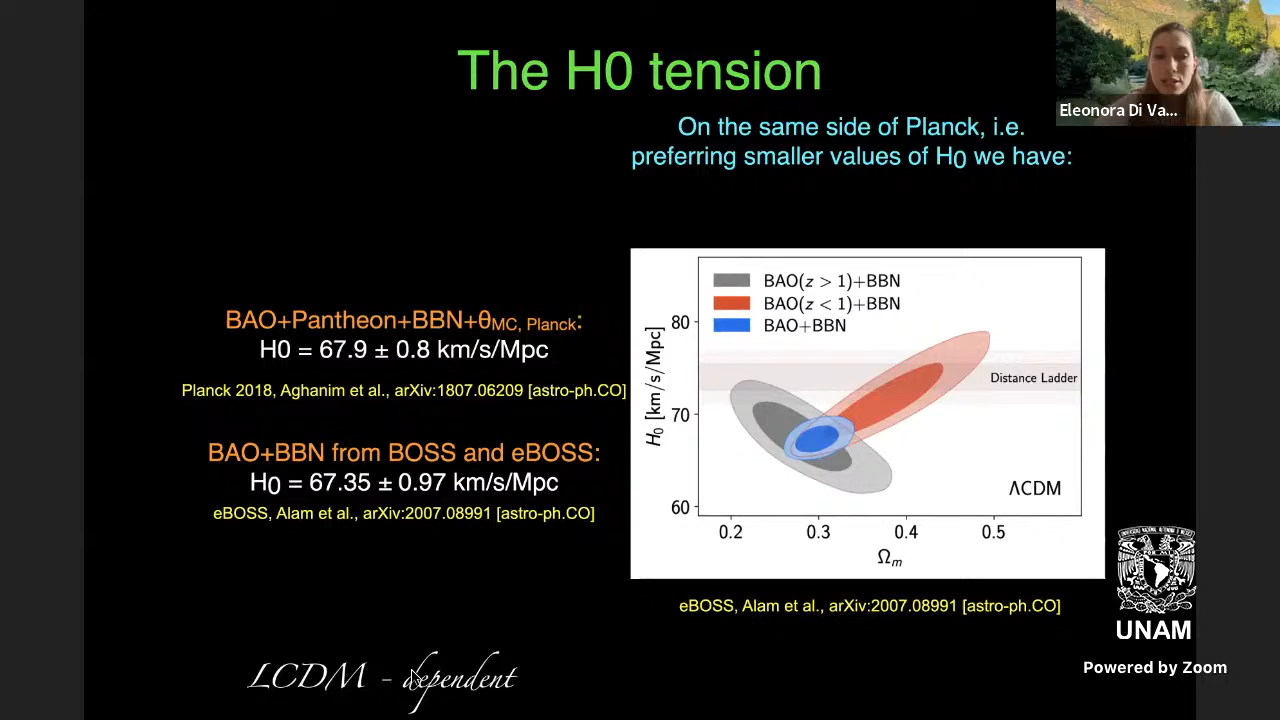 The H0 tension
Eleonora Di Va...
On the same side of Planck, i.e.
preferring smaller values of H0 we have:
BAO+Pantheon+BBN+θMC, Planck:
H0 = 67.9 ± 0.8 km/s/Mpc
Planck 2018, Aghanim et al., arXiv:1807.06209 [astro-ph.CO]
BAO+BBN from BOSS and eBOSS:
H0 = 67.35 ± 0.97 km/s/Mpc
eBOSS, Alam et al., arXiv:2007.08991 [astro-ph.CO]
BAO(z > 1)+BBN
BAO(z < 1)+BBN
BAO+BBN
80
70
60
H0 [km/s/Mpc]
Distance Ladder
ΛCDM
0.2 0.3 0.4 0.5
Ωm
eBOSS, Alam et al., arXiv:2007.08991 [astro-ph.CO]
LCDM - dependent
UNAM
Powered by Zoom